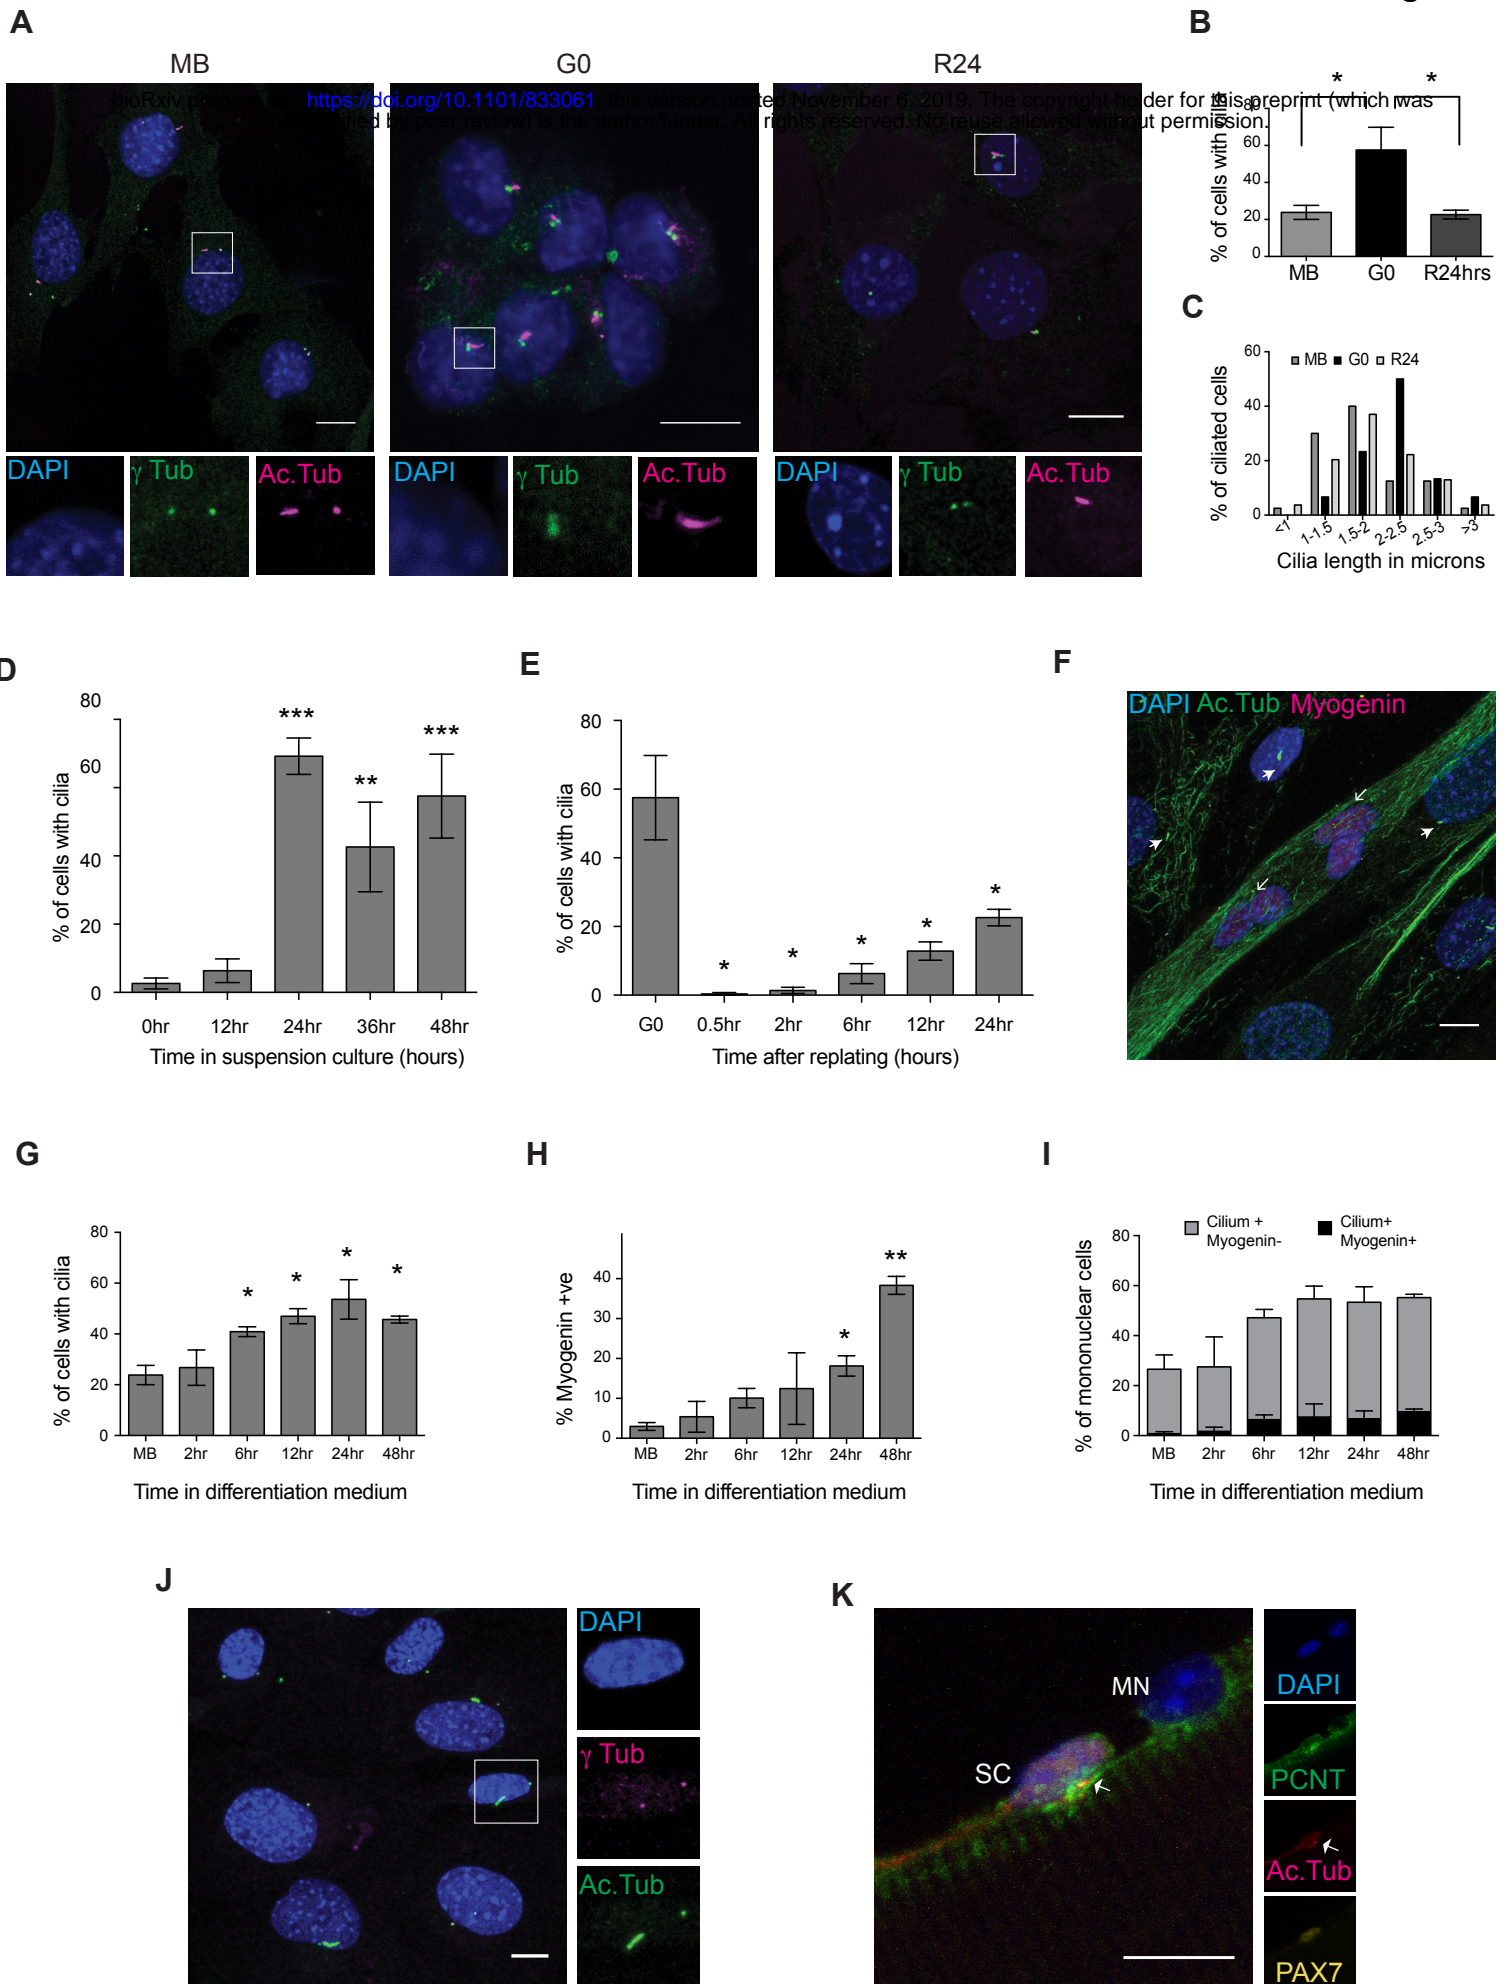 A
B
MB
G0
R24
bioRxiv preprint doi: https://doi.org/10.1101/833061; this version posted November 6, 2019. The copyright holder for this preprint (which was
not certified by peer review) is the author/funder. All rights reserved. No reuse allowed without permission.
DAPI
γ Tub
Ac.Tub
DAPI
γ Tub
Ac.Tub
DAPI
γ Tub
Ac.Tub
% of cells with cilia
80
60
40
20
0
* *
MB G0 R24hrs
C
% of ciliated cells
60
40
20
0
MB G0 R24
<1 1-1.5 1.5-2 2-2.5 2.5-3 >3
Cilia length in microns
D
% of cells with cilia
80
60
40
20
0
*** ** ***
0hr 12hr 24hr 36hr 48hr
Time in suspension culture (hours)
E
% of cells with cilia
80
60
40
20
0
* * * * *
G0 0.5hr 2hr 6hr 12hr 24hr
Time after replating (hours)
F
DAPI Ac.Tub Myogenin
G
% of cells with cilia
80
60
40
20
0
* * * *
MB 2hr 6hr 12hr 24hr 48hr
Time in differentiation medium
H
% Myogenin +ve
40
30
20
10
0
* **
MB 2hr 6hr 12hr 24hr 48hr
Time in differentiation medium
I
% of mononuclear cells
80
60
40
20
0
Cilium +
Myogenin-
Cilium+
Myogenin+
MB 2hr 6hr 12hr 24hr 48hr
Time in differentiation medium
J
DAPI
γ Tub
Ac.Tub
K
MN
SC
DAPI
PCNT
Ac.Tub
PAX7